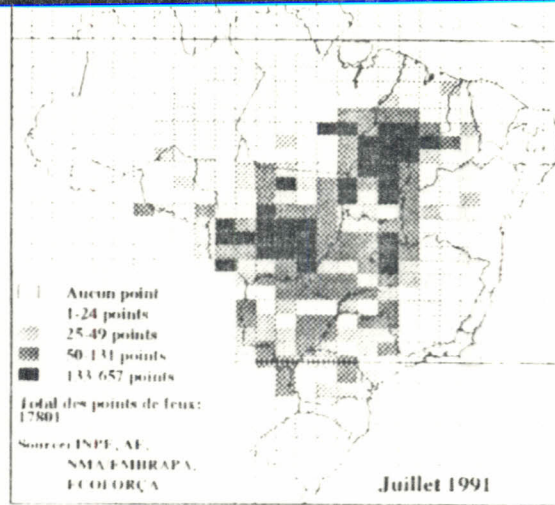 Aucun point
1-24 points
25-49 points
50-131 points
133-657 points
Total des points de feux:
17801
Source: INPE, AE,
NMA/EMBRAPA,
ECOFORÇA
Juillet 1991